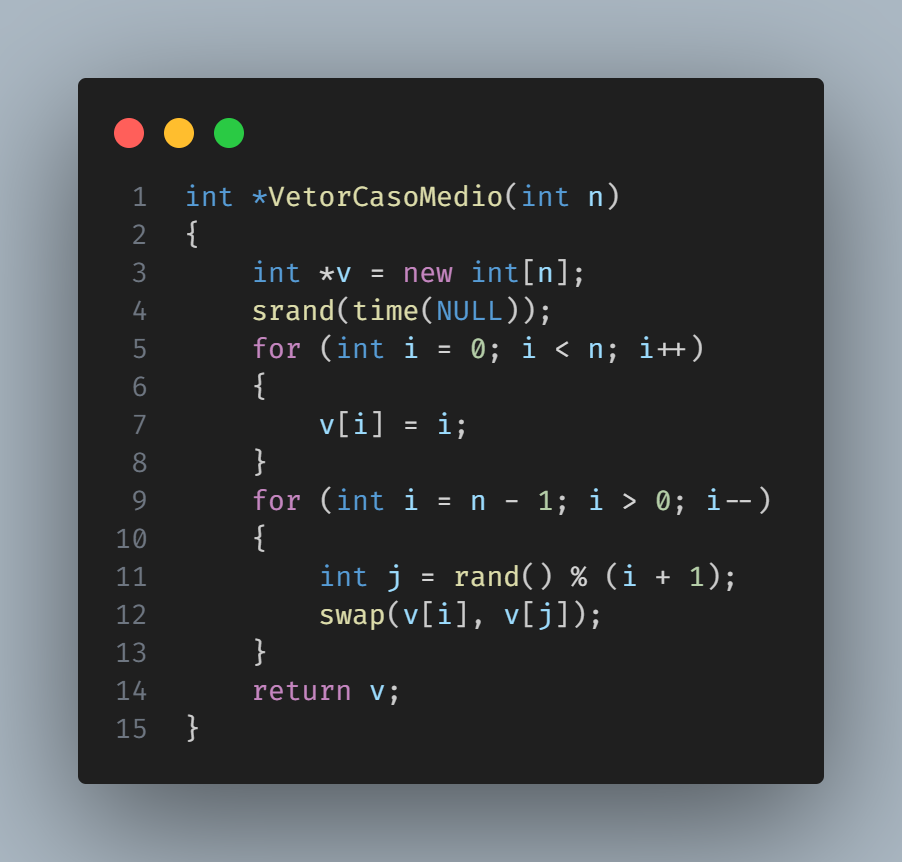 1 int *VetorCasoMedio(int n)
2 {
3     int *v = new int[n];
4     srand(time(NULL));
5     for (int i = 0; i < n; i++)
6     {
7         v[i] = i;
8     }
9     for (int i = n - 1; i > 0; i--)
10     {
11         int j = rand() % (i + 1);
12         swap(v[i], v[j]);
13     }
14     return v;
15 }